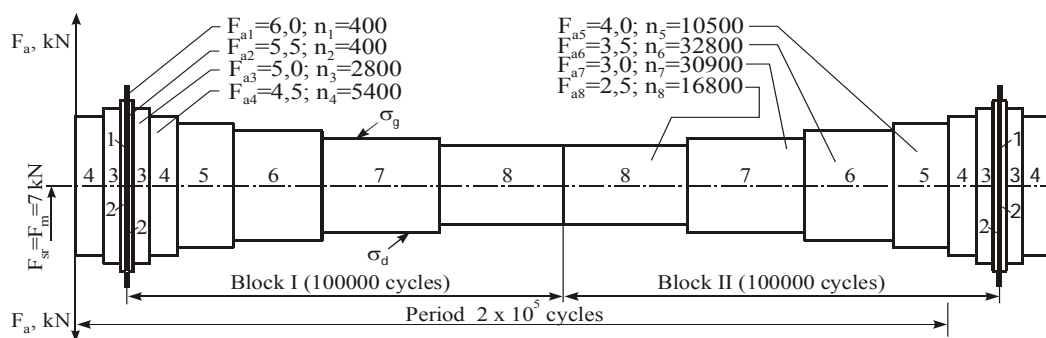 F_a, kN
F_a1=6,0; n_1=400
F_a2=5,5; n_2=400
F_a3=5,0; n_3=2800
F_a4=4,5; n_4=5400
F_a5=4,0; n_5=10500
F_a6=3,5; n_6=32800
F_a7=3,0; n_7=30900
F_a8=2,5; n_8=16800
σ_g
1
1
4 3 3 4 5 6 7 8 8 7 6 5 4 3 3 4
2
2
2
2
F_sr=F_m=7 kN
σ_d
Block I (100000 cycles)
Block II (100000 cycles)
F_a, kN
Period 2 x 10^5 cycles